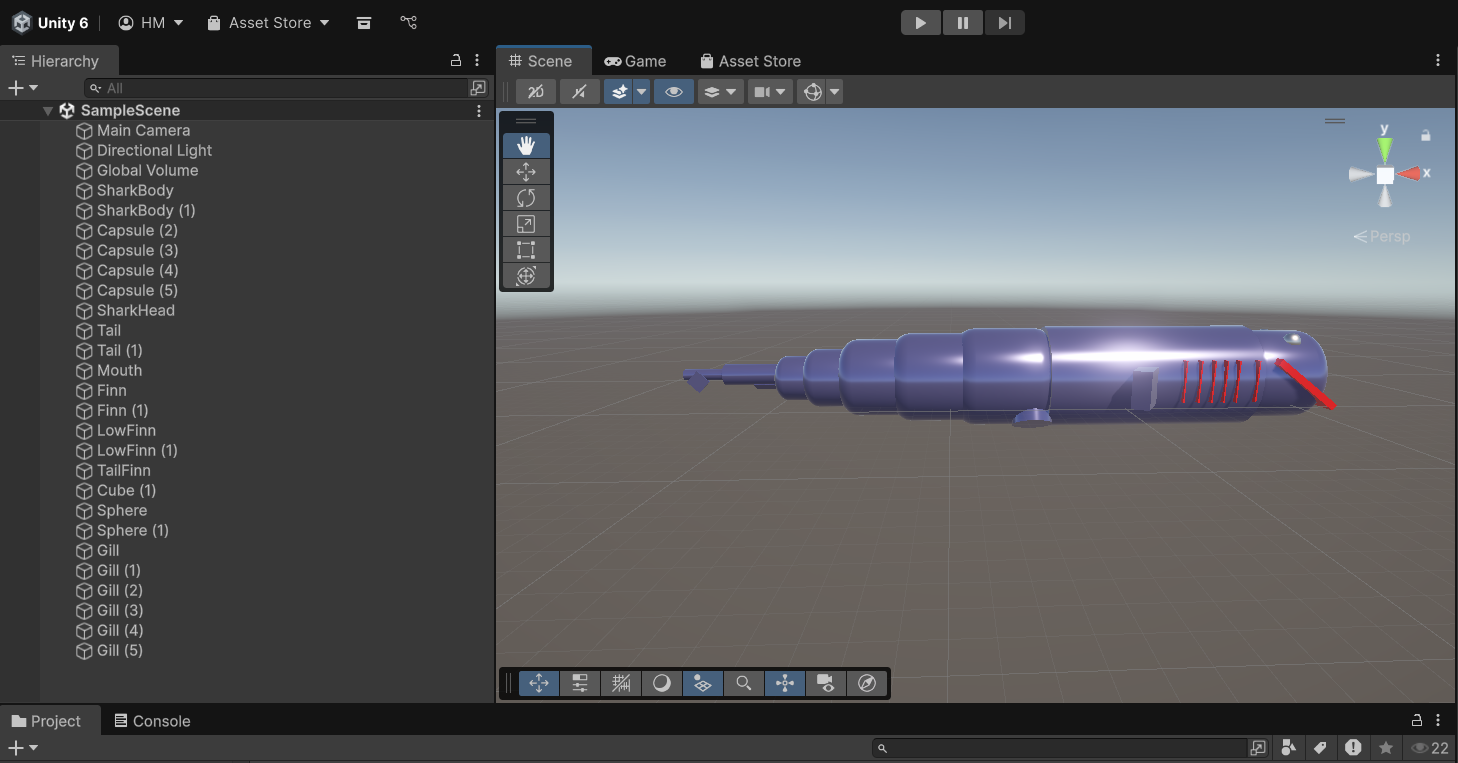 Unity 6 HM Asset Store
Hierarchy
All
SampleScene
Main Camera
Directional Light
Global Volume
SharkBody
SharkBody (1)
Capsule (2)
Capsule (3)
Capsule (4)
Capsule (5)
SharkHead
Tail
Tail (1)
Mouth
Finn
Finn (1)
LowFinn
LowFinn (1)
TailFinn
Cube (1)
Sphere
Sphere (1)
Gill
Gill (1)
Gill (2)
Gill (3)
Gill (4)
Gill (5)
Scene Game Asset Store
2D
y
x
Persp
Project Console
22